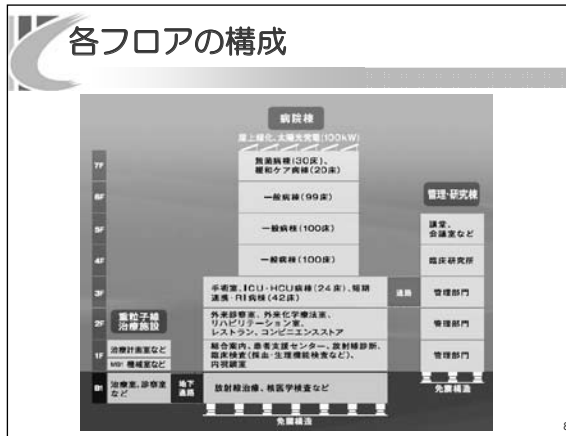 各フロアの構成
病院棟
屋上緑化、太陽光発電(100kW)
7F
無菌病棟(30床)、
緩和ケア病棟(20床)
6F
一般病棟(99床)
管理・研究棟
5F
一般病棟(100床)
講堂、
会議室など
4F
一般病棟(100床)
臨床研究所
3F
手術室、ICU・HCU病棟(24床)、短期
連携・RI病棟(42床)
通路
管理部門
重粒子線
治療施設
2F
外来診察室、外来化学療法室、
リハビリテーション室、
レストラン、コンビニエンスストア
管理部門
1F
治療計画室など
MB1 機械室など
総合案内、患者支援センター、放射線診断、
臨床検査(採血・生理機能検査など)、
内視鏡室
管理部門
B1
治療室、診察室
など
地下
通路
放射線治療、核医学検査など
免震構造
免震構造
8